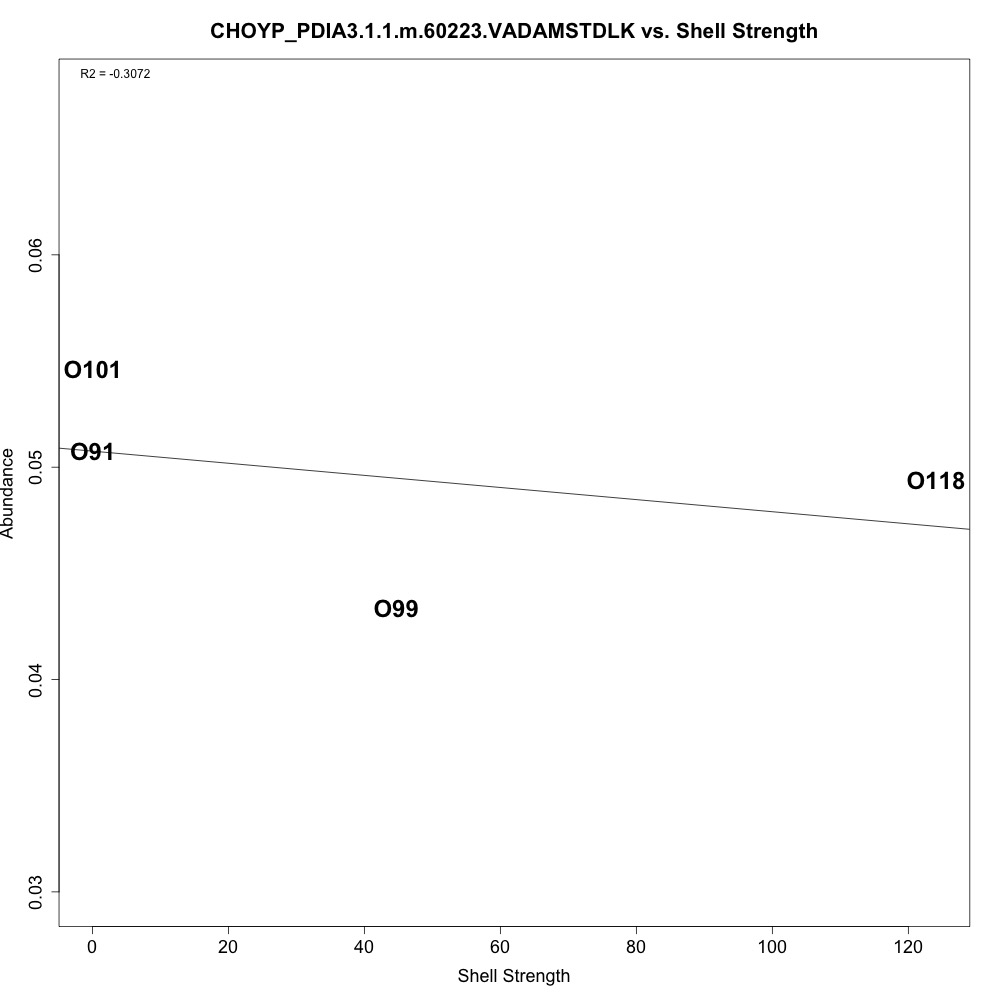 CHOYP_PDIA3.1.1.m.60223.VADAMSTDLK vs. Shell Strength
R2 = -0.3072
0.06
O101
O91
0.05
Abundance
O118
O99
0.04
0.03
0 20 40 60 80 100 120
Shell Strength